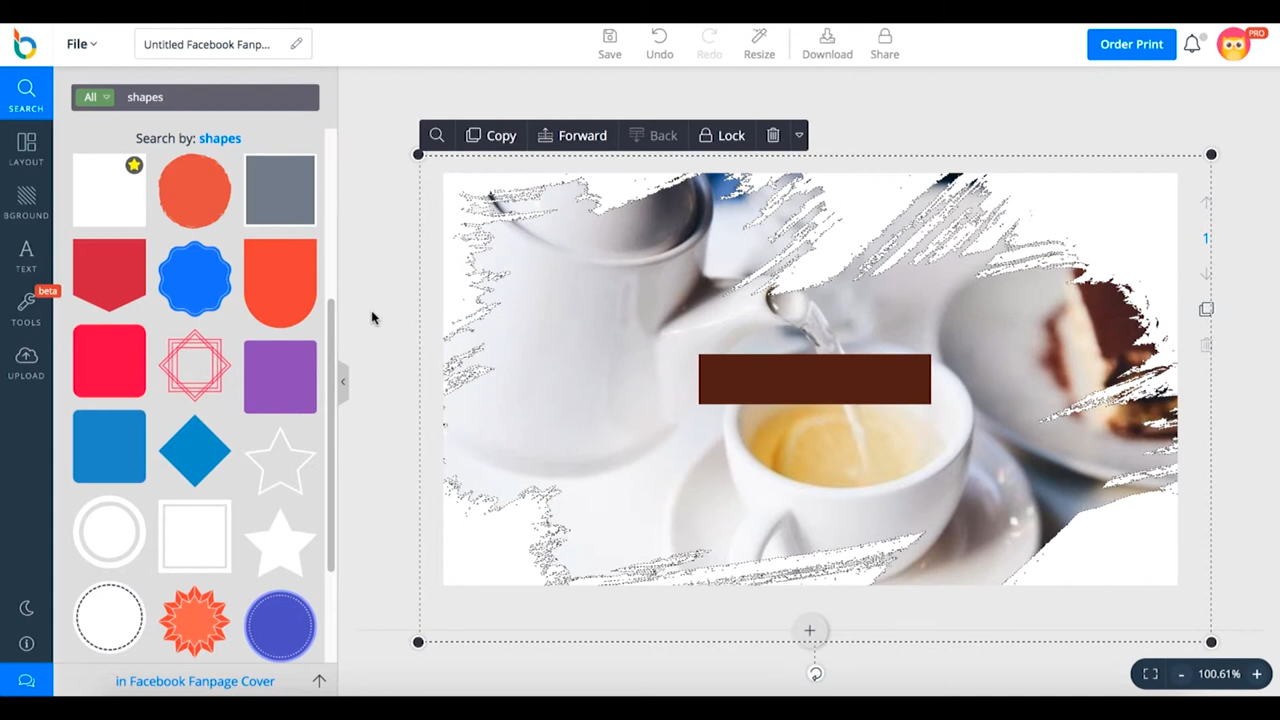 File
Untitled Facebook Fanp...
Save
Undo
Redo
Resize
Download
Share
Order Print
PRO
SEARCH
LAYOUT
BGROUND
TEXT
beta
TOOLS
UPLOAD
All
shapes
Search by: shapes
in Facebook Fanpage Cover
Copy
Forward
Back
Lock
1
- 100.61% +